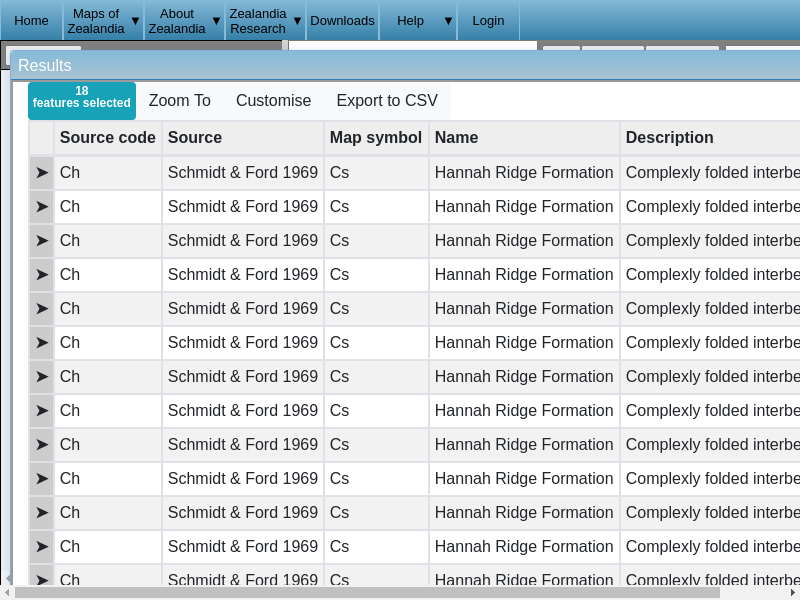 Home Maps of Zealandia ▼ About Zealandia ▼ Zealandia Research ▼ Downloads Help ▼ Login
Results
18 features selected Zoom To Customise Export to CSV
Source code Source Map symbol Name Description
➤ Ch Schmidt & Ford 1969 Cs Hannah Ridge Formation Complexly folded interbe
➤ Ch Schmidt & Ford 1969 Cs Hannah Ridge Formation Complexly folded interbe
➤ Ch Schmidt & Ford 1969 Cs Hannah Ridge Formation Complexly folded interbe
➤ Ch Schmidt & Ford 1969 Cs Hannah Ridge Formation Complexly folded interbe
➤ Ch Schmidt & Ford 1969 Cs Hannah Ridge Formation Complexly folded interbe
➤ Ch Schmidt & Ford 1969 Cs Hannah Ridge Formation Complexly folded interbe
➤ Ch Schmidt & Ford 1969 Cs Hannah Ridge Formation Complexly folded interbe
➤ Ch Schmidt & Ford 1969 Cs Hannah Ridge Formation Complexly folded interbe
➤ Ch Schmidt & Ford 1969 Cs Hannah Ridge Formation Complexly folded interbe
➤ Ch Schmidt & Ford 1969 Cs Hannah Ridge Formation Complexly folded interbe
➤ Ch Schmidt & Ford 1969 Cs Hannah Ridge Formation Complexly folded interbe
➤ Ch Schmidt & Ford 1969 Cs Hannah Ridge Formation Complexly folded interbe
➤ Ch Schmidt & Ford 1969 Cs Hannah Ridge Formation Complexly folded interbe